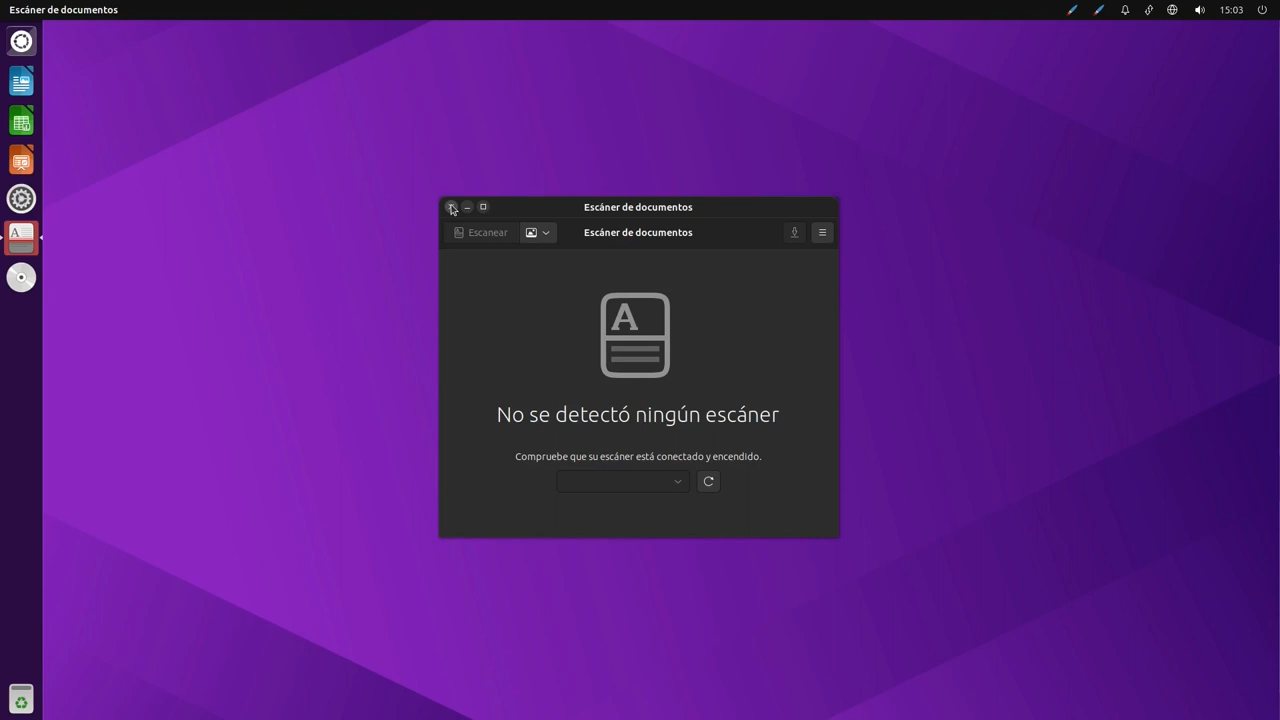 Escáner de documentos
15:03
Escáner de documentos
Escanear
Escáner de documentos
A
No se detectó ningún escáner
Compruebe que su escáner está conectado y encendido.